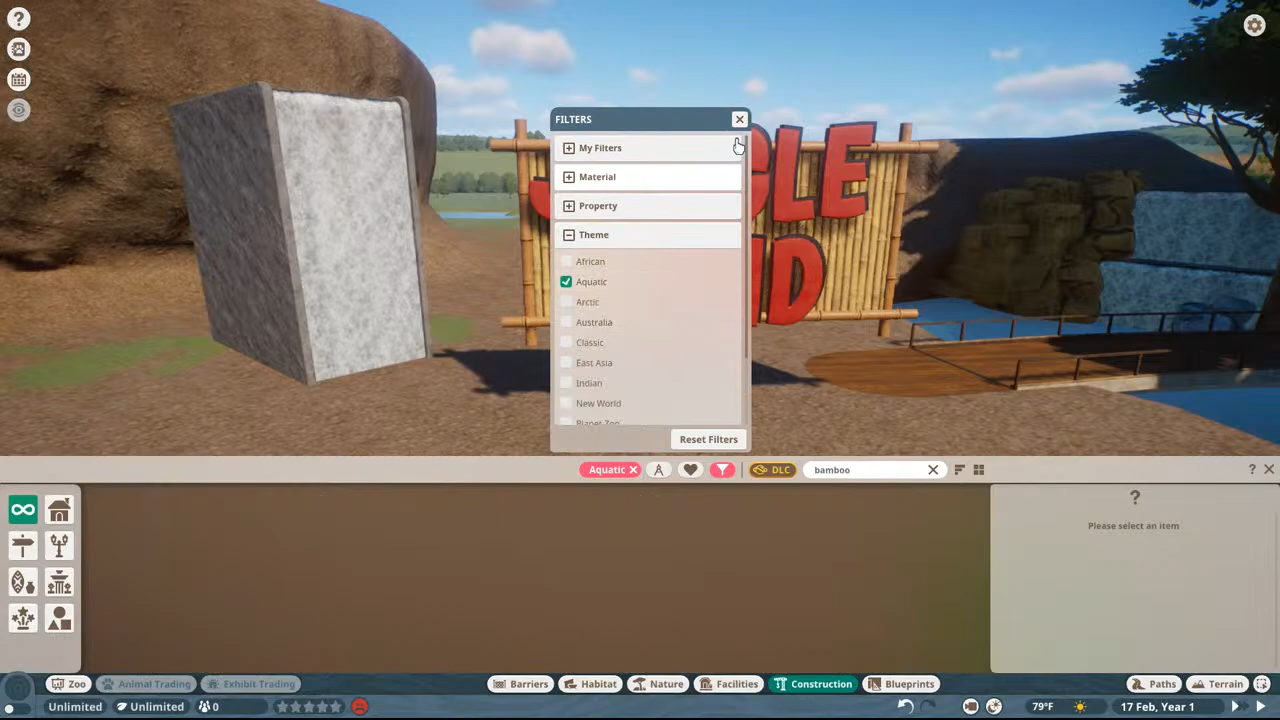 FILTERS
My Filters
Material
Property
Theme
African
Aquatic
Arctic
Australia
Classic
East Asia
Indian
New World
Planet Zoo
Reset Filters
Aquatic
DLC
bamboo
?
Please select an item
Zoo
Animal Trading
Exhibit Trading
Barriers
Habitat
Nature
Facilities
Construction
Blueprints
Paths
Terrain
Unlimited
Unlimited
0
79°F
17 Feb, Year 1